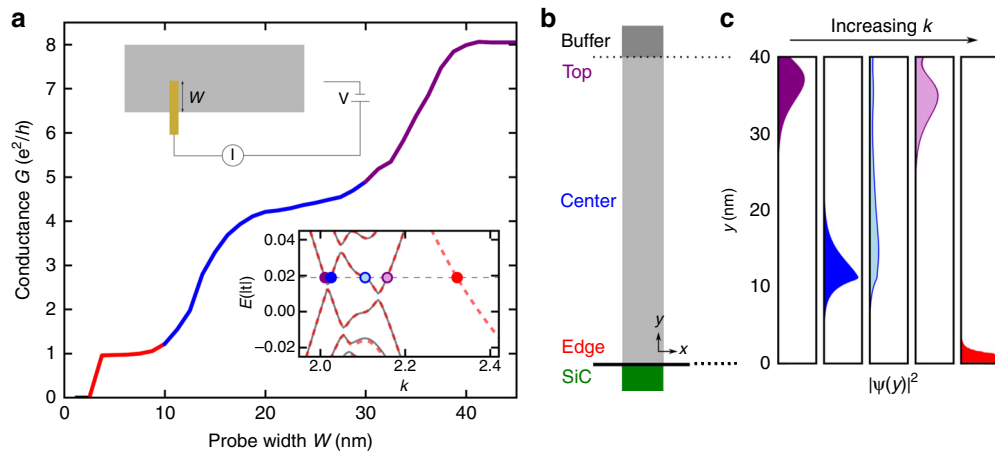 a
Conductance G (e²/h)
8
7
6
5
4
3
2
1
0
0
10
20
30
40
Probe width W (nm)
W
V
I
E(|t|)
0.04
0.02
0.00
−0.02
2.0
2.2
2.4
k
b
Buffer
Top
Center
Edge
SiC
y
x
c
Increasing k
y (nm)
40
30
20
10
0
|ψ(y)|²